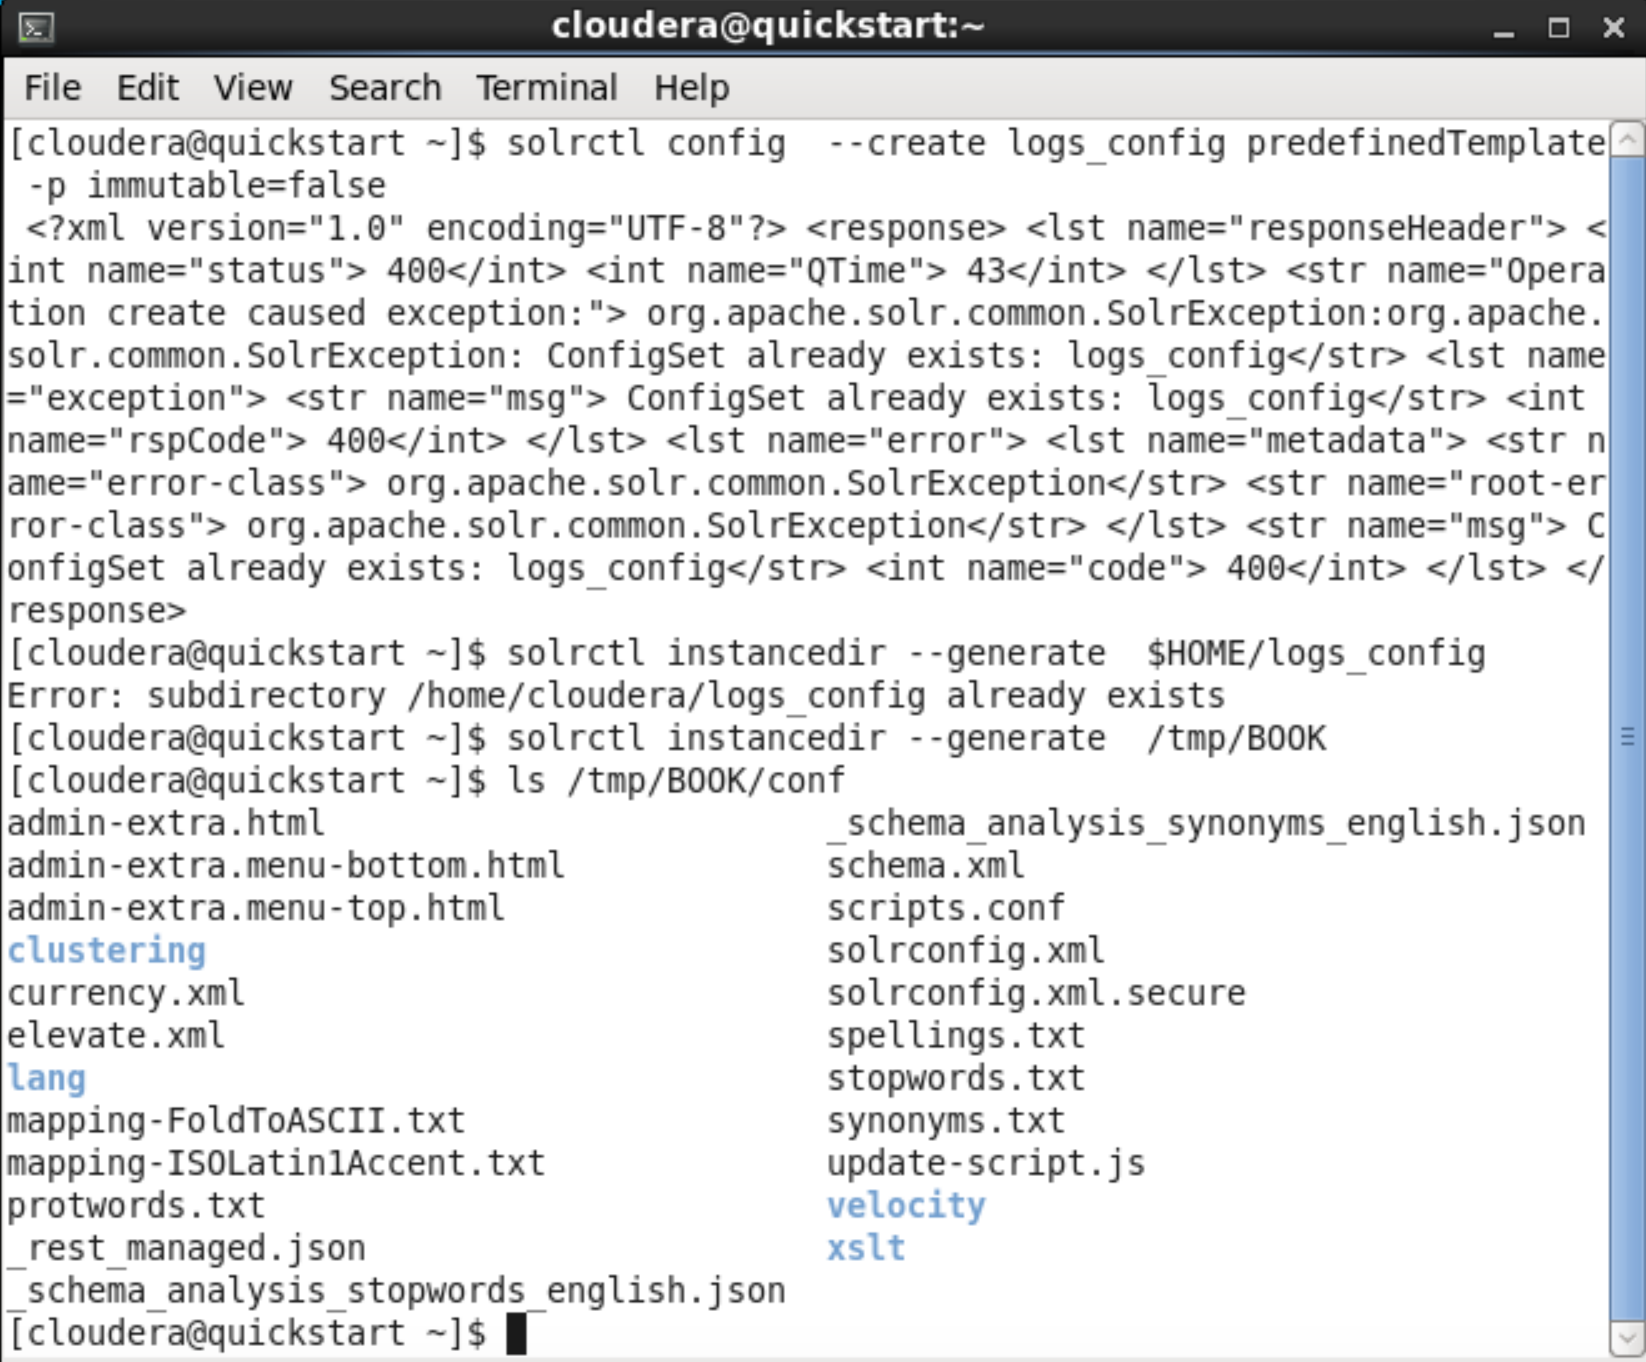 cloudera@quickstart:~
File Edit View Search Terminal Help
[cloudera@quickstart ~]$ solrctl config  --create logs_config predefinedTemplate
 -p immutable=false
 <?xml version="1.0" encoding="UTF-8"?> <response> <lst name="responseHeader"> <
int name="status"> 400</int> <int name="QTime"> 43</int> </lst> <str name="Opera
tion create caused exception:"> org.apache.solr.common.SolrException:org.apache.
solr.common.SolrException: ConfigSet already exists: logs_config</str> <lst name
="exception"> <str name="msg"> ConfigSet already exists: logs_config</str> <int
name="rspCode"> 400</int> </lst> <lst name="error"> <lst name="metadata"> <str n
ame="error-class"> org.apache.solr.common.SolrException</str> <str name="root-er
ror-class"> org.apache.solr.common.SolrException</str> </lst> <str name="msg"> C
onfigSet already exists: logs_config</str> <int name="code"> 400</int> </lst> </
response>
[cloudera@quickstart ~]$ solrctl instancedir --generate  $HOME/logs_config
Error: subdirectory /home/cloudera/logs_config already exists
[cloudera@quickstart ~]$ solrctl instancedir --generate  /tmp/BOOK
[cloudera@quickstart ~]$ ls /tmp/BOOK/conf
admin-extra.html _schema_analysis_synonyms_english.json
admin-extra.menu-bottom.html schema.xml
admin-extra.menu-top.html scripts.conf
clustering solrconfig.xml
currency.xml solrconfig.xml.secure
elevate.xml spellings.txt
lang stopwords.txt
mapping-FoldToASCII.txt synonyms.txt
mapping-ISOLatin1Accent.txt update-script.js
protwords.txt velocity
_rest_managed.json xslt
_schema_analysis_stopwords_english.json
[cloudera@quickstart ~]$